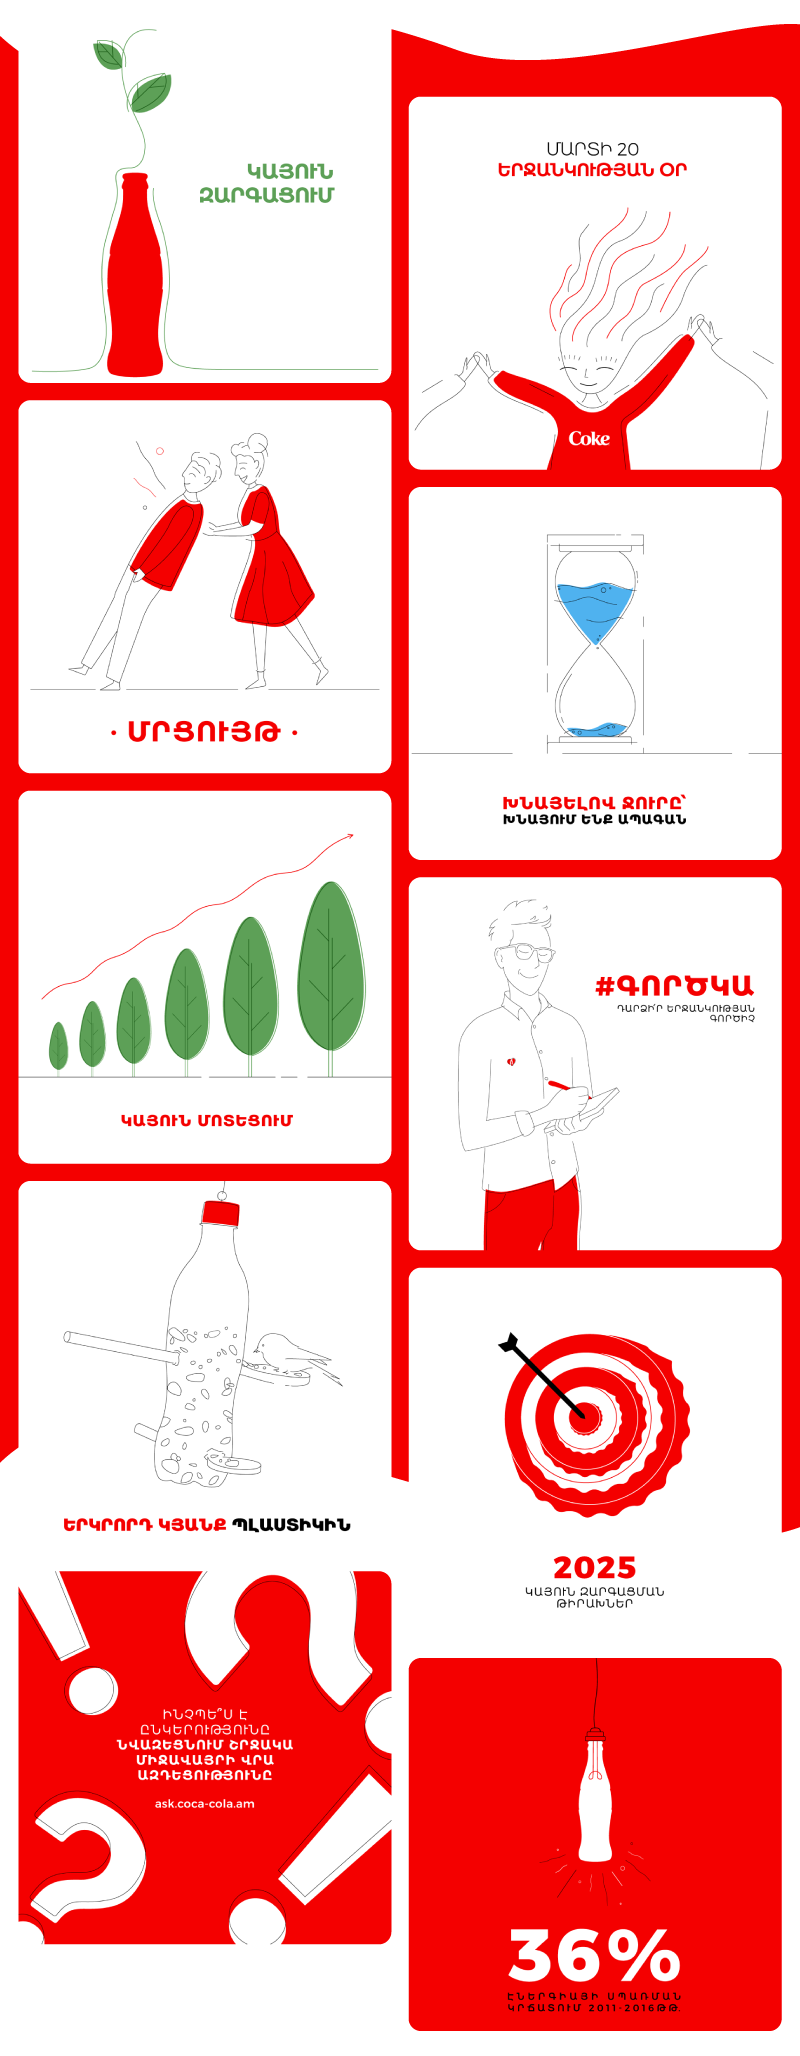 ԿԱՅՈՒՆ
ԶԱՐԳԱՑՈՒՄ
ՄԱՐՏԻ 20
ԵՐՋԱՆԿՈՒԹՅԱՆ ՕՐ
Coke
• ՄՐՑՈՒՅԹ •
ԽՆԱՅԵԼՈՎ ՋՈՒՐԸ՝
ԽՆԱՅՈՒՄ ԵՆՔ ԱՊԱԳԱՆ
ԿԱՅՈՒՆ ՄՈՏԵՑՈՒՄ
#ԳՈՐԾԿԱ
ԴԱՐՁԻ՛Ր ԵՐՋԱՆԿՈՒԹՅԱՆ
ԳՈՐԾԻՉ
ԵՐԿՐՈՐԴ ԿՅԱՆՔ ՊԼԱՍՏԻԿԻՆ
2025
ԿԱՅՈՒՆ ԶԱՐԳԱՑՄԱՆ
ԹԻՐԱԽՆԵՐ
ԻՆՉՊԵ՞Ս Է
ԸՆԿԵՐՈՒԹՅՈՒՆԸ
ՆՎԱԶԵՑՆՈՒՄ ՇՐՋԱԿԱ
ՄԻՋԱՎԱՅՐԻ ՎՐԱ
ԱԶԴԵՑՈՒԹՅՈՒՆԸ
ask.coca-cola.am
36%
ԷՆԵՐԳԻԱՅԻ ՍՊԱՌՄԱՆ
ԿՐՃԱՏՈՒՄ 2011-2016ԹԹ.